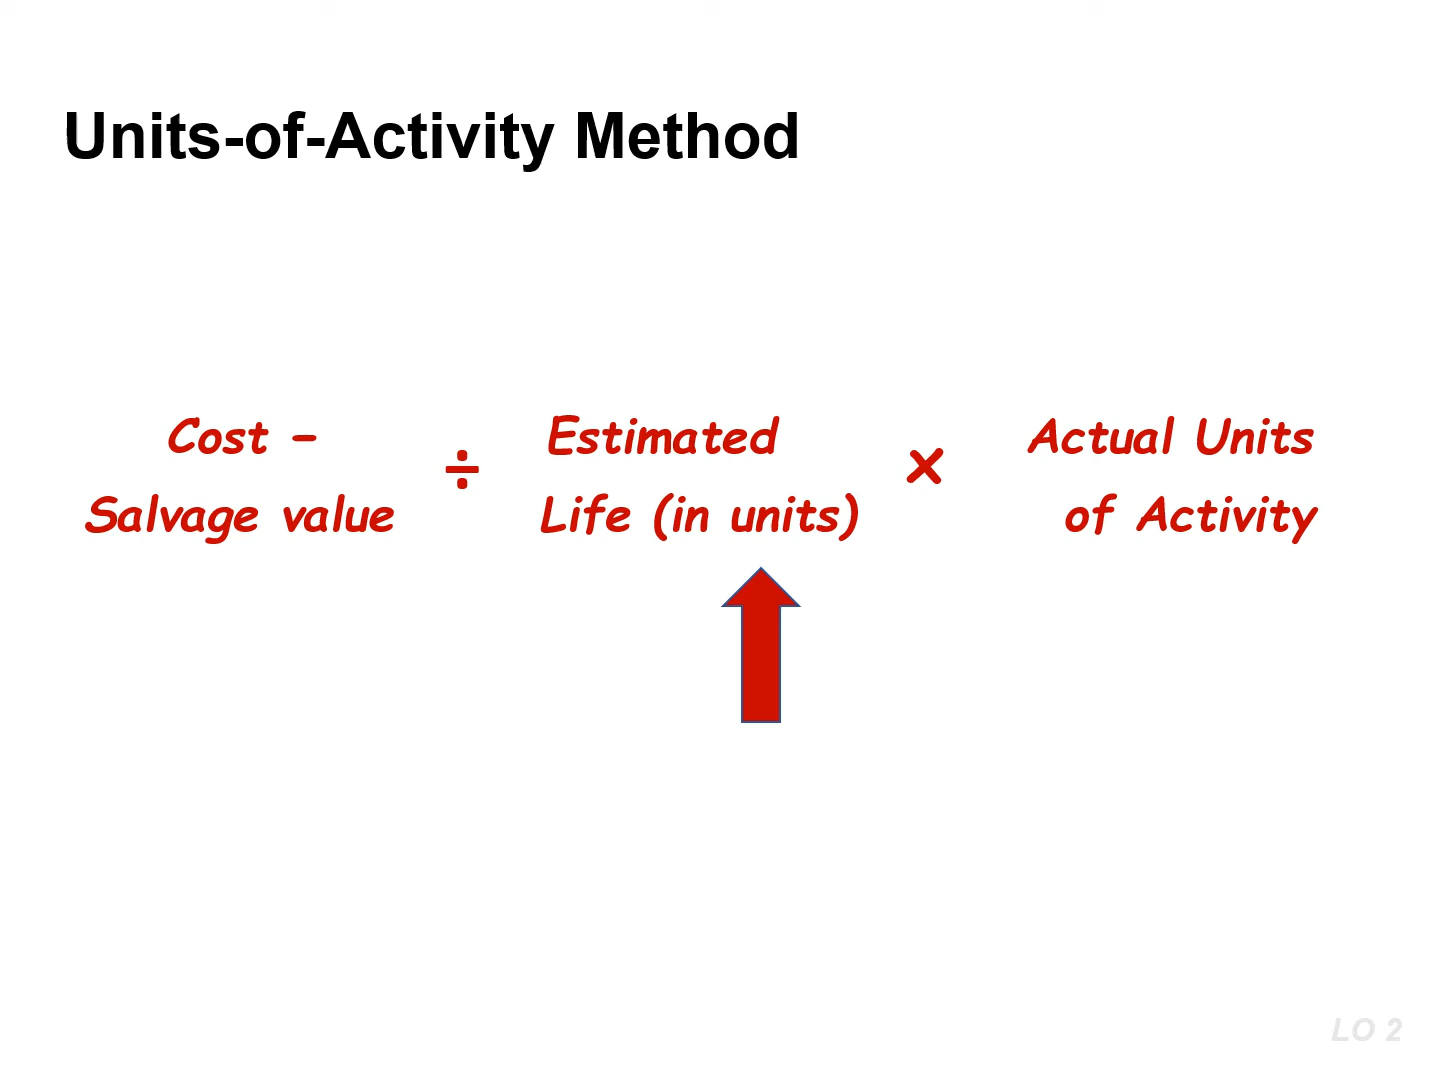 Units-of-Activity Method
Cost –
Salvage value
÷
Estimated
Life (in units)
×
Actual Units
of Activity
LO 2